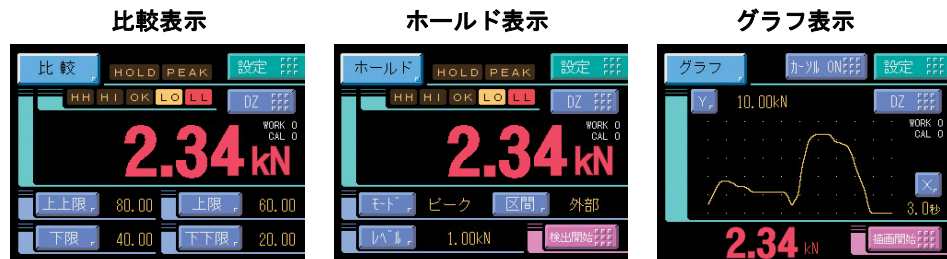 比較表示
ホールド表示
グラフ表示
比較
HOLD PEAK
設定
HH HI OK LO LL
DZ
WORK 0
CAL 0
2.34 kN
上上限 80.00 上限 60.00
下限 40.00 下下限 20.00
ホールド
HOLD PEAK
設定
HH HI OK LO LL
DZ
WORK 0
CAL 0
2.34 kN
モード ピーク 区間 外部
レベル 1.00kN 検出開始
グラフ
カーソル ON
設定
Y 10.00kN
DZ
WORK 0
CAL 0
X
3.0秒
2.34 kN
描画開始